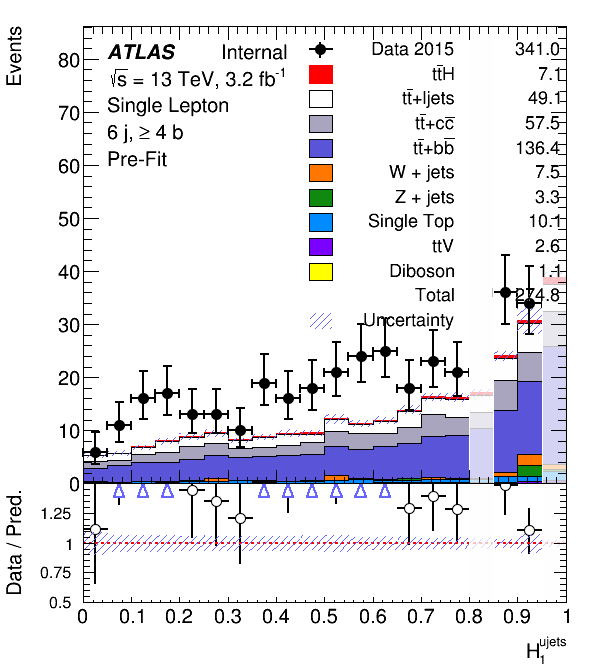 Events
80
70
60
50
40
30
20
10
0
ATLAS Internal
√s = 13 TeV, 3.2 fb⁻¹
Single Lepton
6 j, ≥ 4 b
Pre-Fit
Data 2015 341.0
tt̄H 7.1
tt̄+ljets 49.1
tt̄+cc̄ 57.5
tt̄+bb̄ 136.4
W + jets 7.5
Z + jets 3.3
Single Top 10.1
ttV 2.6
Diboson 1.1
Total 274.8
Uncertainty
Data / Pred.
1.25
1
0.75
0.5
0 0.1 0.2 0.3 0.4 0.5 0.6 0.7 0.8 0.9 1
H₁ᵘʲᵉᵗˢ